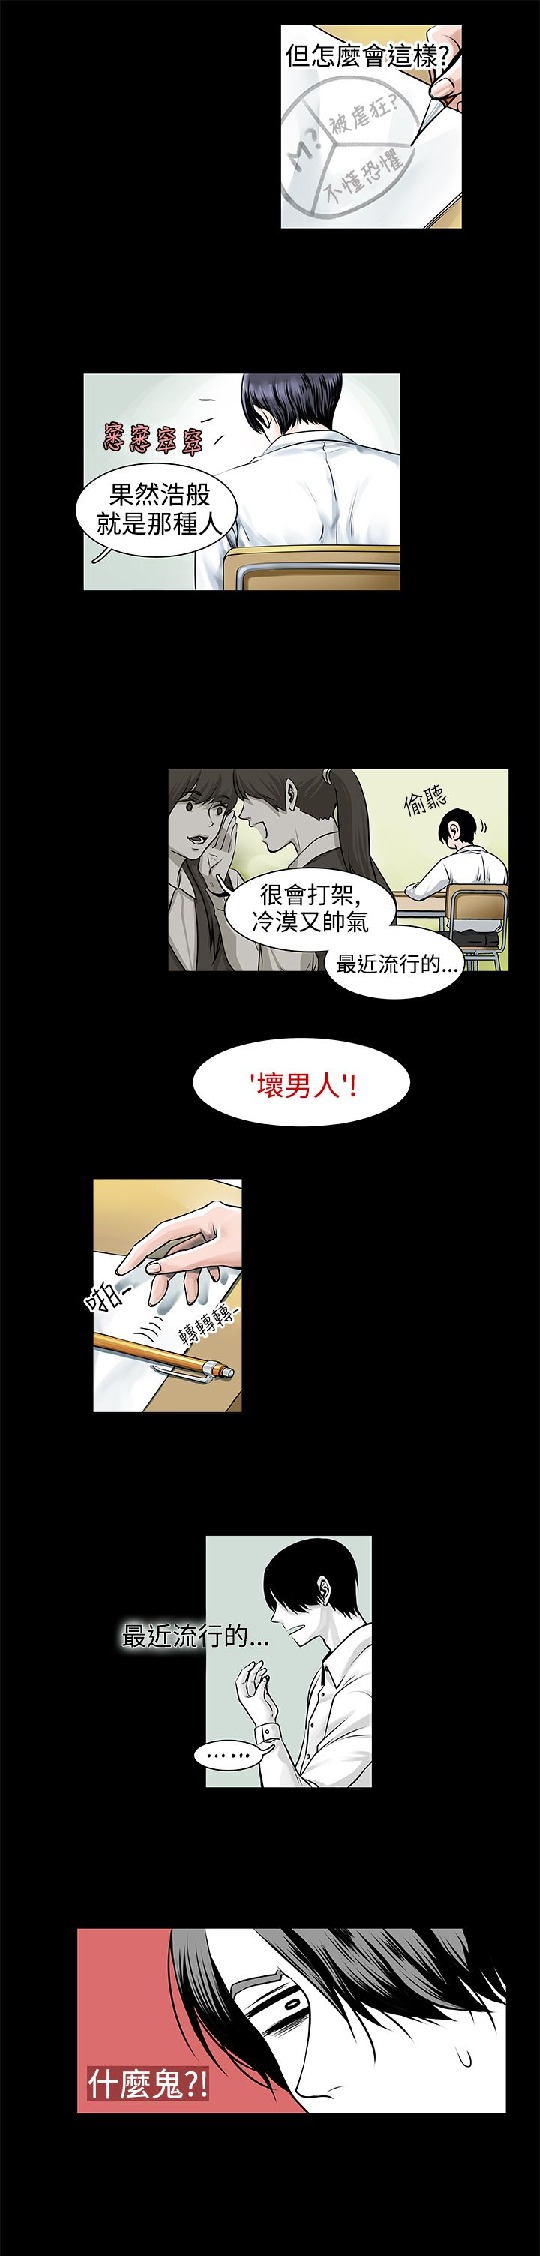 但怎麼會這樣?
M?
被虐狂?
不懂恐懼
窸窸窣窣
果然浩般
就是那種人
偷聽
很會打架,
冷漠又帥氣
最近流行的...
'壞男人'!
啪-
轉轉轉轉-
最近流行的...
……
什麼鬼?!